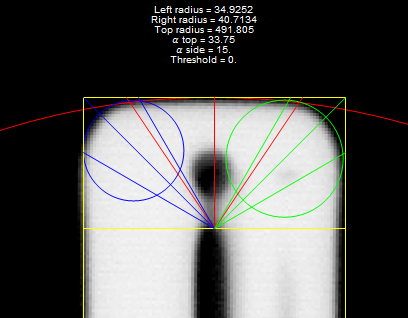 Left radius = 34.9252
Right radius = 40.7134
Top radius = 491.805
α top = 33.75
α side = 15.
Threshold = 0.